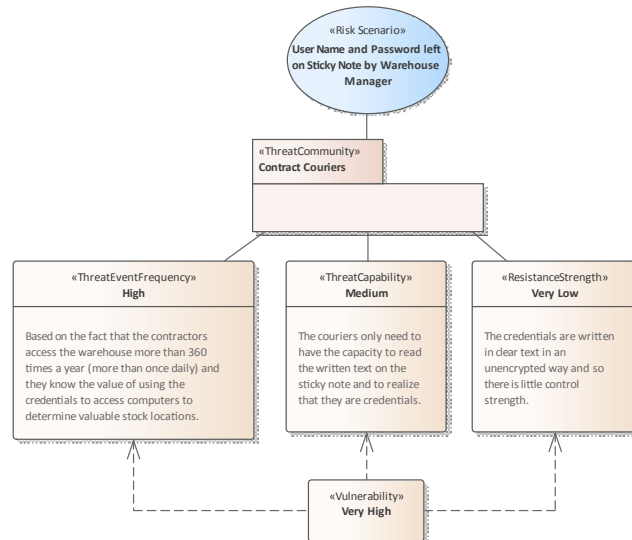 «Risk Scenario»
User Name and Password left
on Sticky Note by Warehouse
Manager
«ThreatCommunity»
Contract Couriers
«ThreatEventFrequency»
High
Based on the fact that the contractors
access the warehouse more than 360
times a year (more than once daily) and
they know the value of using the
credentials to access computers to
determine valuable stock locations.
«ThreatCapability»
Medium
The couriers only need to
have the capacity to read
the written text on the
sticky note and to realize
that they are credentials.
«ResistanceStrength»
Very Low
The credentials are written
in clear text in an
unencrypted way and so
there is little control
strength.
«Vulnerability»
Very High